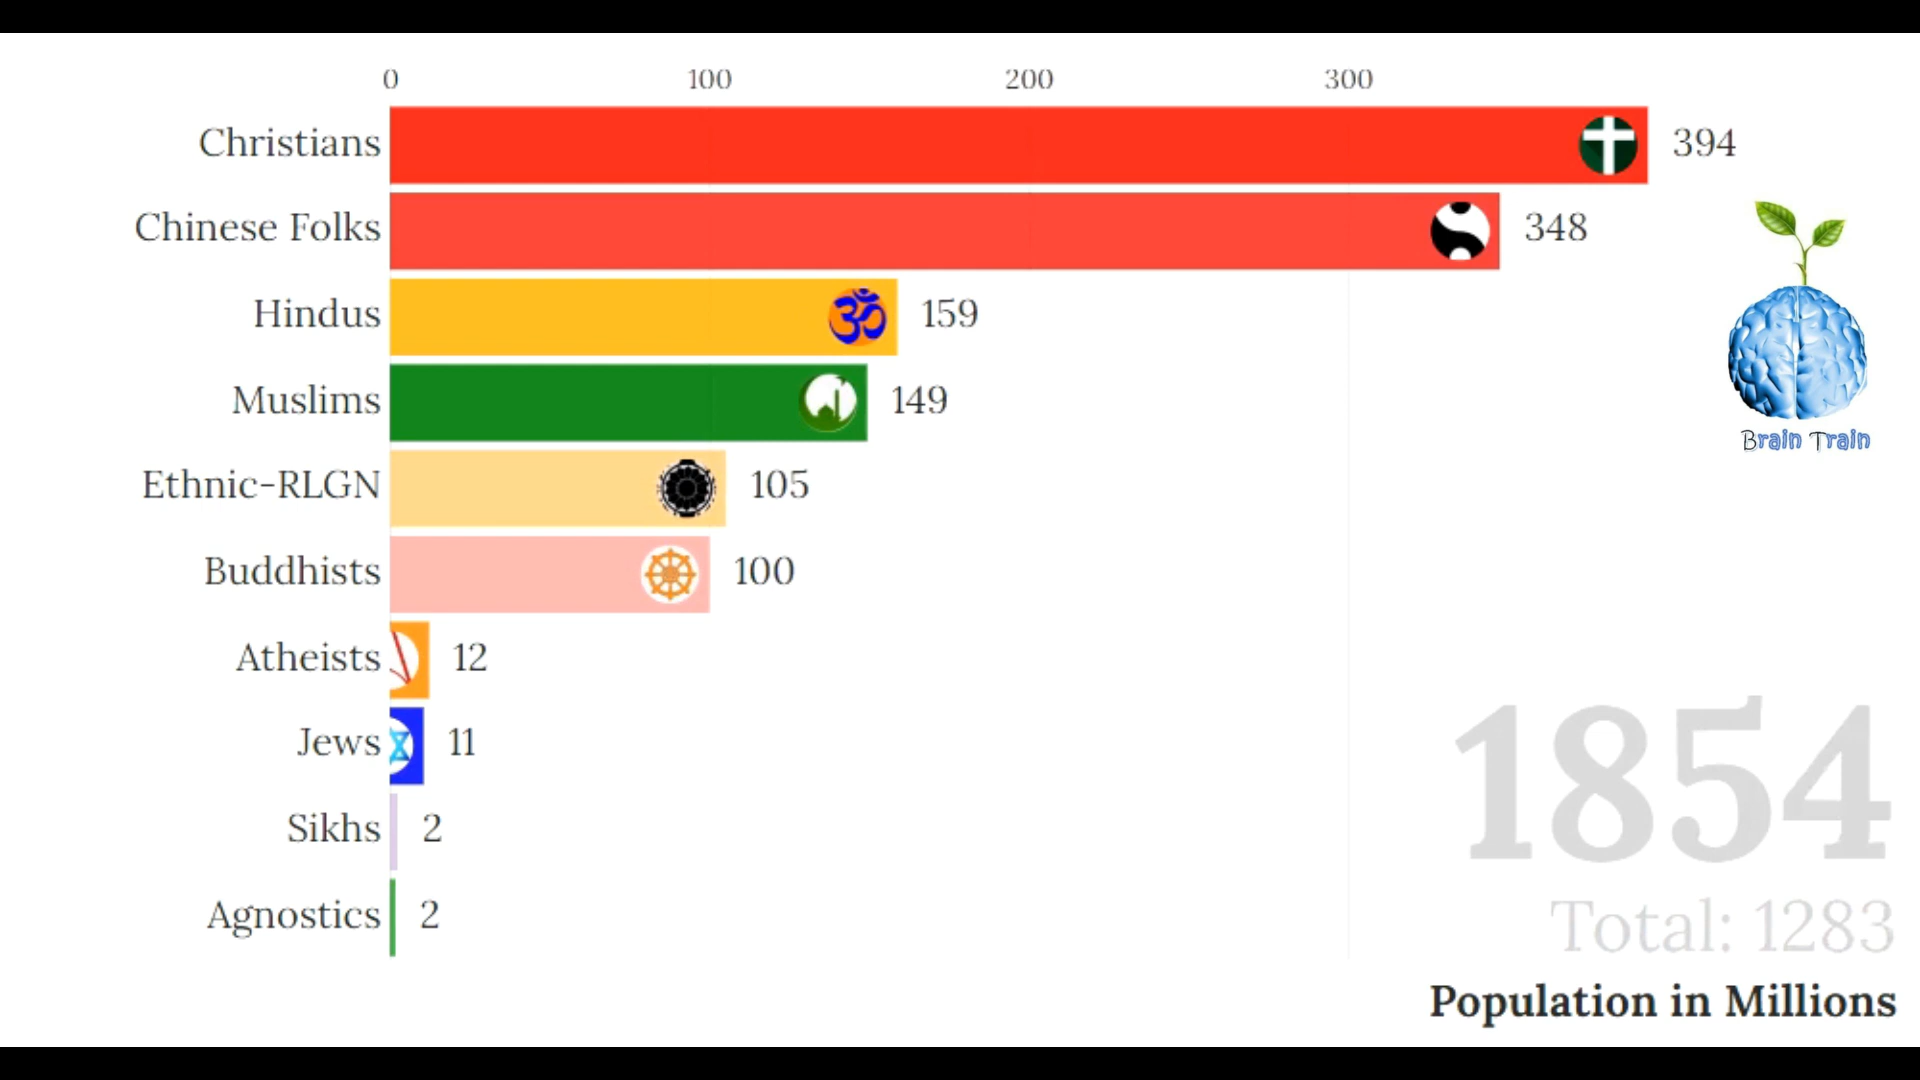 0 100 200 300
Christians 394
Chinese Folks 348
Hindus 159
Muslims 149
Ethnic-RLGN 105
Buddhists 100
Atheists 12
Jews 11
Sikhs 2
Agnostics 2
Brain Train
1854
Total: 1283
Population in Millions